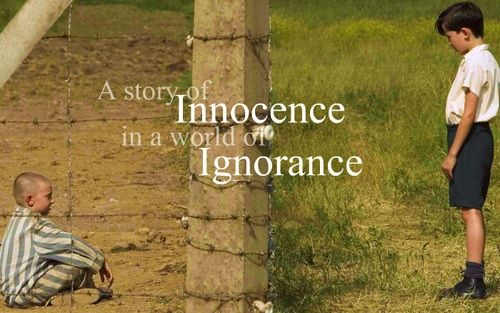 A story of
Innocence
in a world of
Ignorance